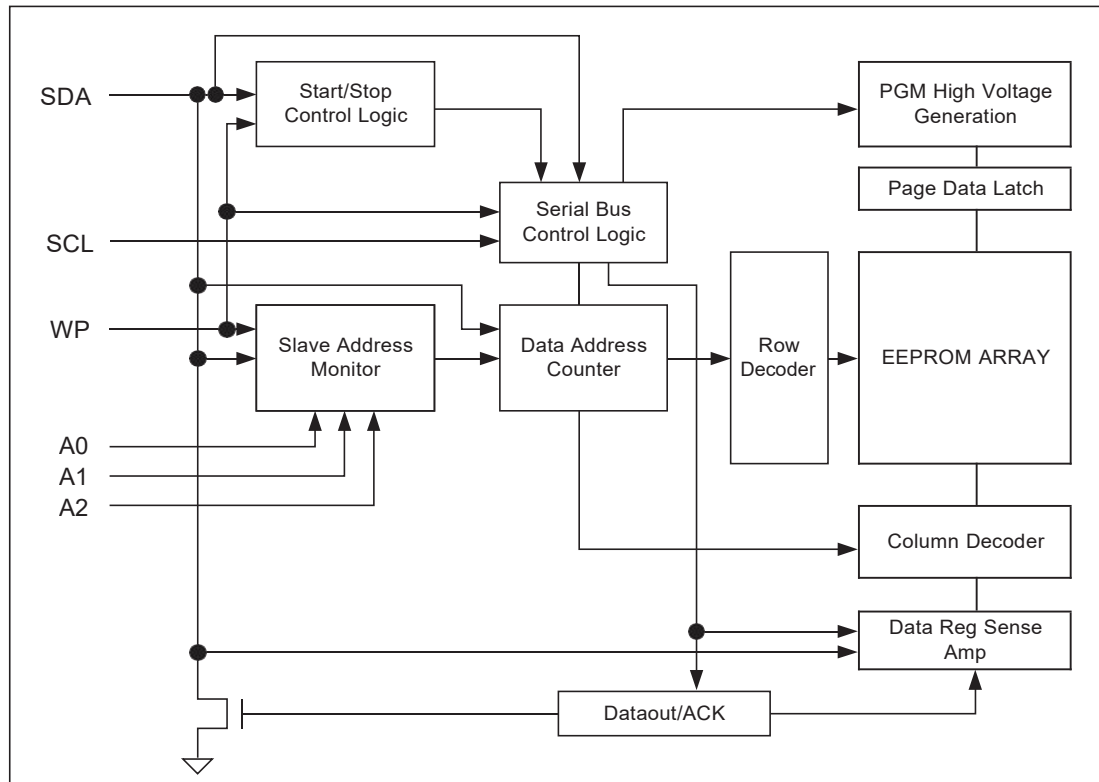 SDA
Start/Stop
Control Logic
PGM High Voltage
Generation
Page Data Latch
SCL
Serial Bus
Control Logic
WP
Slave Address
Monitor
Data Address
Counter
Row
Decoder
EEPROM ARRAY
A0
A1
A2
Column Decoder
Data Reg Sense
Amp
Dataout/ACK